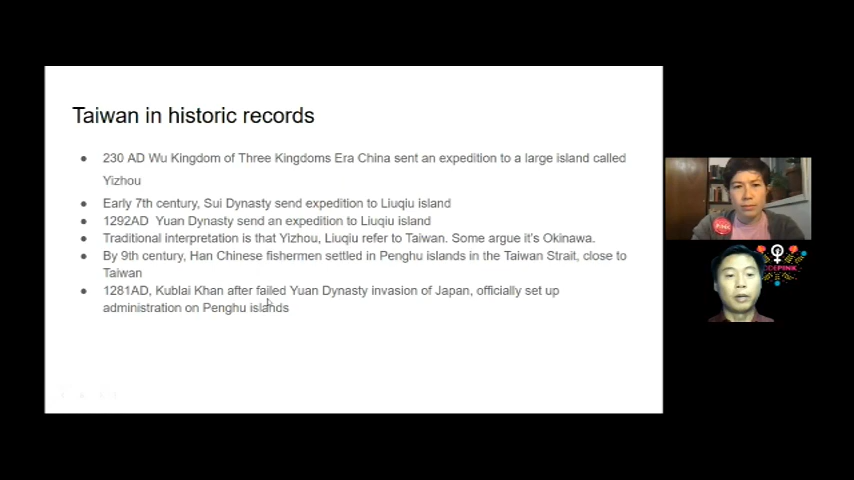 Taiwan in historic records
● 230 AD Wu Kingdom of Three Kingdoms Era China sent an expedition to a large island called
Yizhou
● Early 7th century, Sui Dynasty send expedition to Liuqiu island
● 1292AD Yuan Dynasty send an expedition to Liuqiu island
● Traditional interpretation is that Yizhou, Liuqiu refer to Taiwan. Some argue it's Okinawa.
● By 9th century, Han Chinese fishermen settled in Penghu islands in the Taiwan Strait, close to
Taiwan
● 1281AD, Kublai Khan after failed Yuan Dynasty invasion of Japan, officially set up
administration on Penghu islands
PINK
DEPINK